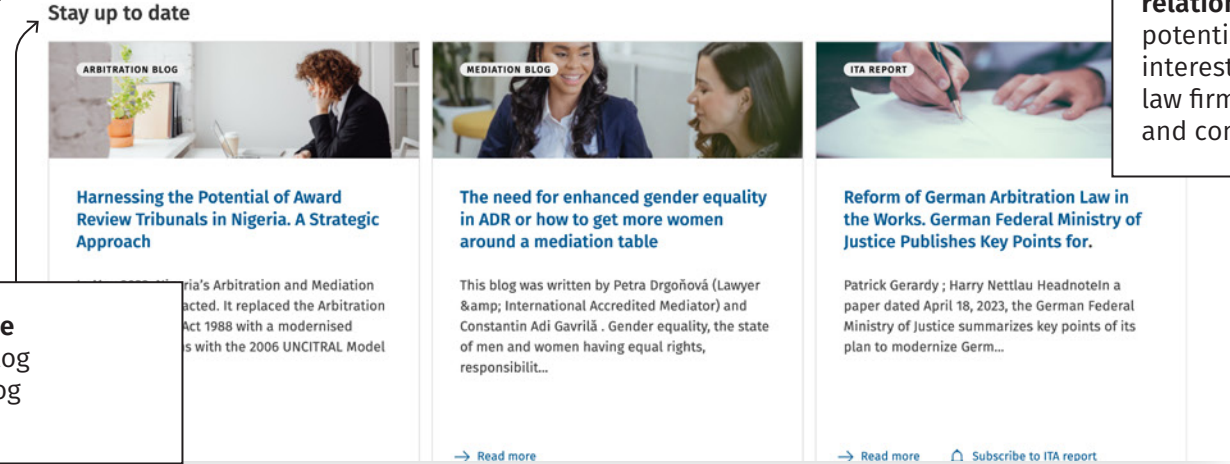 Stay up to date
relation
potenti
interest
law firm
and con
ARBITRATION BLOG
Harnessing the Potential of Award
Review Tribunals in Nigeria. A Strategic
Approach
ria's Arbitration and Mediation
acted. It replaced the Arbitration
Act 1988 with a modernised
s with the 2006 UNCITRAL Model
e
og
og
MEDIATION BLOG
The need for enhanced gender equality
in ADR or how to get more women
around a mediation table
This blog was written by Petra Drgoňová (Lawyer
&amp; International Accredited Mediator) and
Constantin Adi Gavrilă . Gender equality, the state
of men and women having equal rights,
responsibilit...
Read more
ITA REPORT
Reform of German Arbitration Law in
the Works. German Federal Ministry of
Justice Publishes Key Points for.
Patrick Gerardy ; Harry Nettlau HeadnoteIn a
paper dated April 18, 2023, the German Federal
Ministry of Justice summarizes key points of its
plan to modernize Germ...
Read more
Subscribe to ITA report